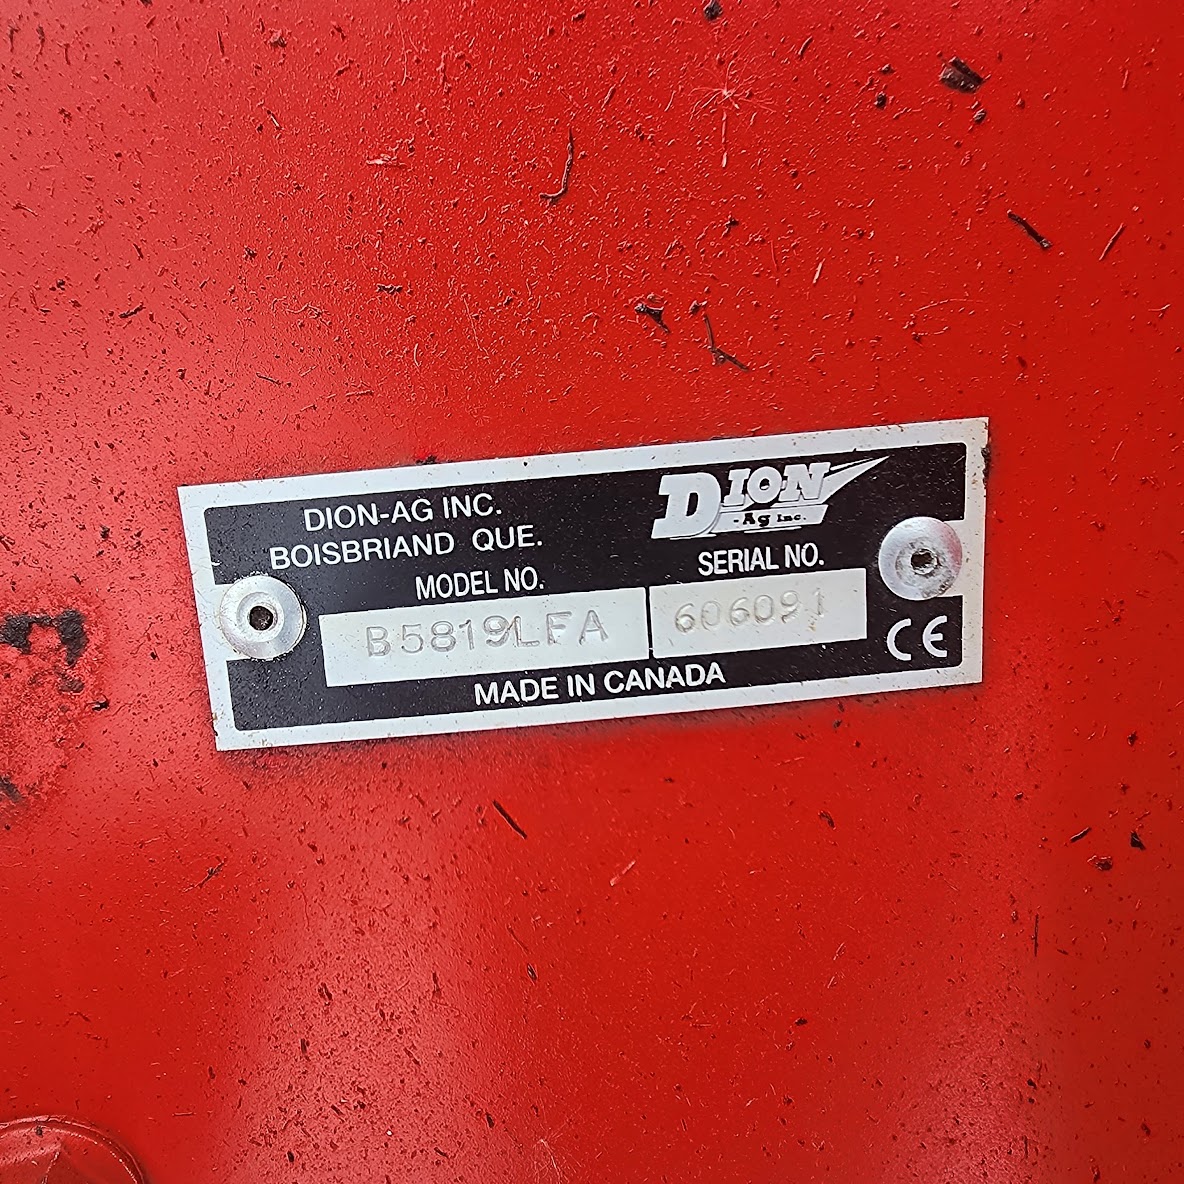 DION-AG INC.
BOISBRIAND QUE.
DION
-Ag Inc.
MODEL NO.
SERIAL NO.
B5819LFA
606091
CE
MADE IN CANADA